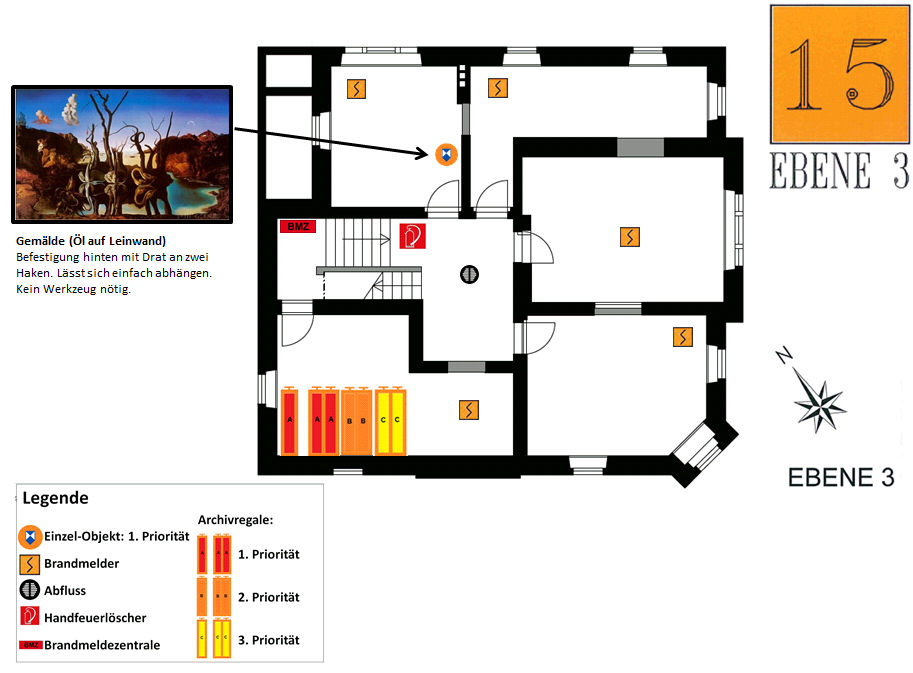 15
EBENE 3
Gemälde (Öl auf Leinwand)
Befestigung hinten mit Drat an zwei
Haken. Lässt sich einfach abhängen.
Kein Werkzeug nötig.
BMZ
A
A A
B B
C C
N
EBENE 3
Legende
Einzel-Objekt: 1. Priorität
Brandmelder
Abfluss
Handfeuerlöscher
BMZ Brandmeldezentrale
Archivregale:
A A A 1. Priorität
B B B 2. Priorität
C C C 3. Priorität